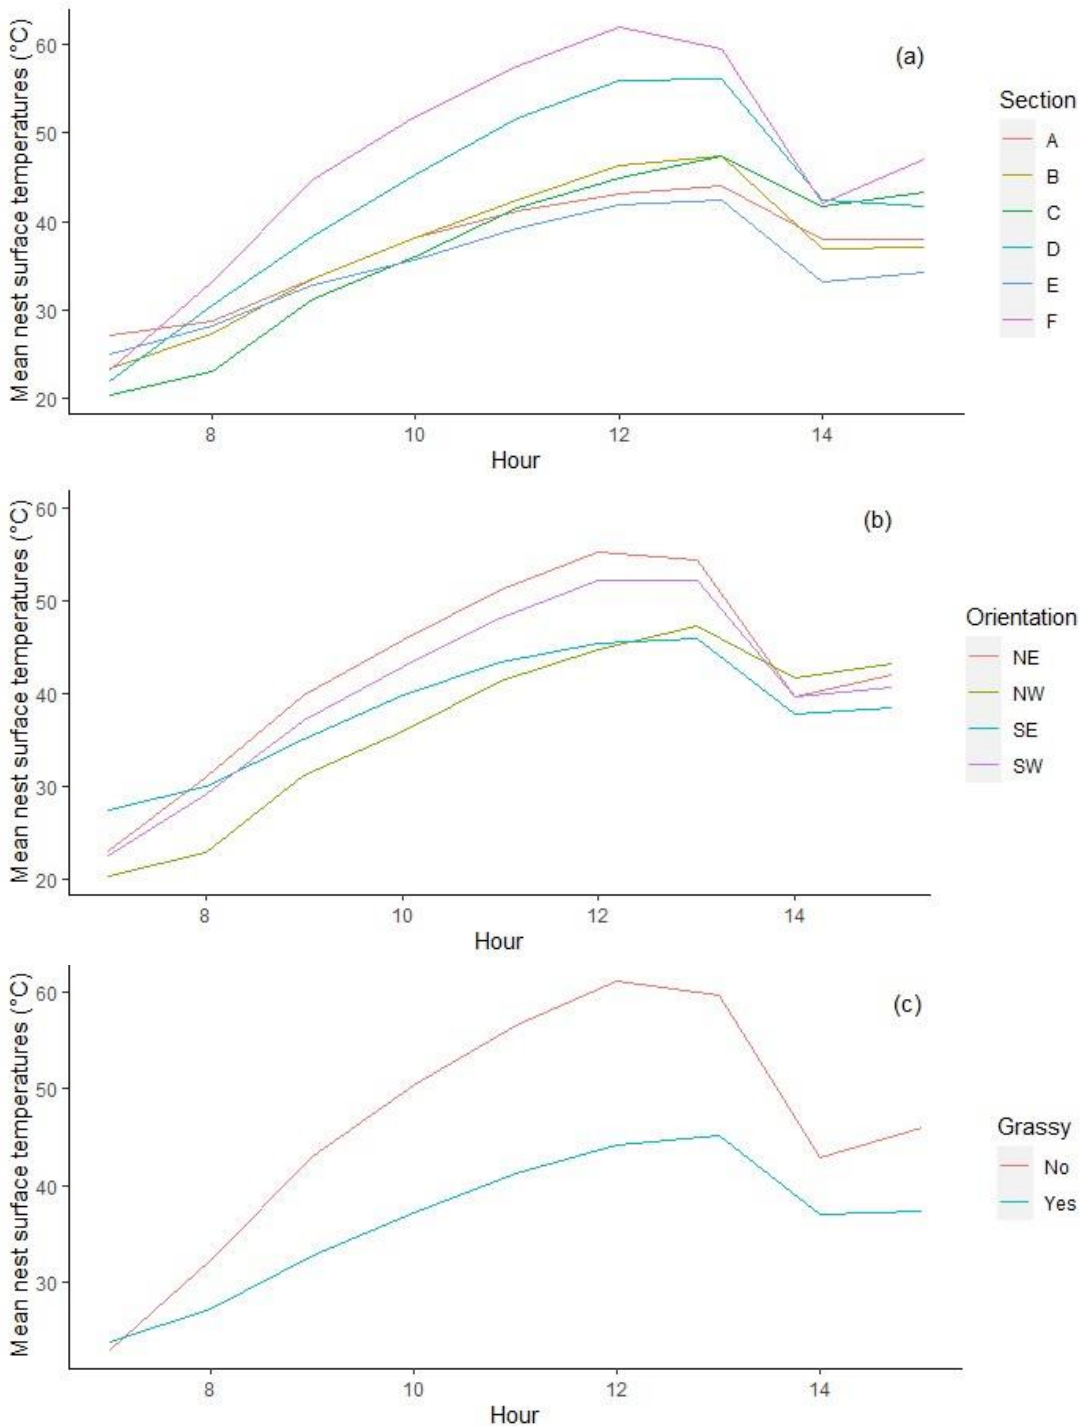 Mean nest surface temperatures (°C)
60
50
40
30
20
(a)
8
10
12
14
Hour
Section
A
B
C
D
E
F
Mean nest surface temperatures (°C)
60
50
40
30
20
(b)
8
10
12
14
Hour
Orientation
NE
NW
SE
SW
Mean nest surface temperatures (°C)
60
50
40
30
(c)
8
10
12
14
Hour
Grassy
No
Yes